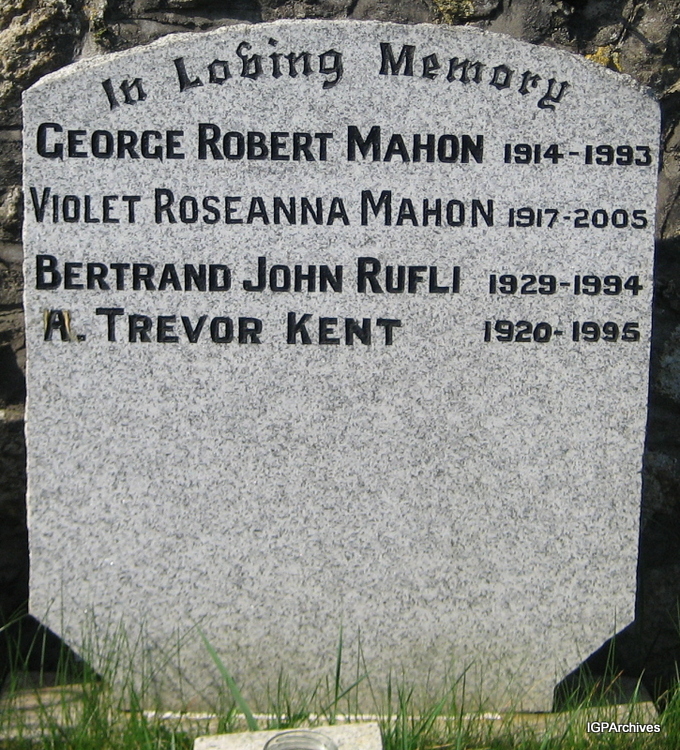 In Loving Memory
GEORGE ROBERT MAHON 1914-1993
VIOLET ROSEANNA MAHON 1917-2005
BERTRAND JOHN RUFLI 1929-1994
A. TREVOR KENT 1920-1995
IGPArchives